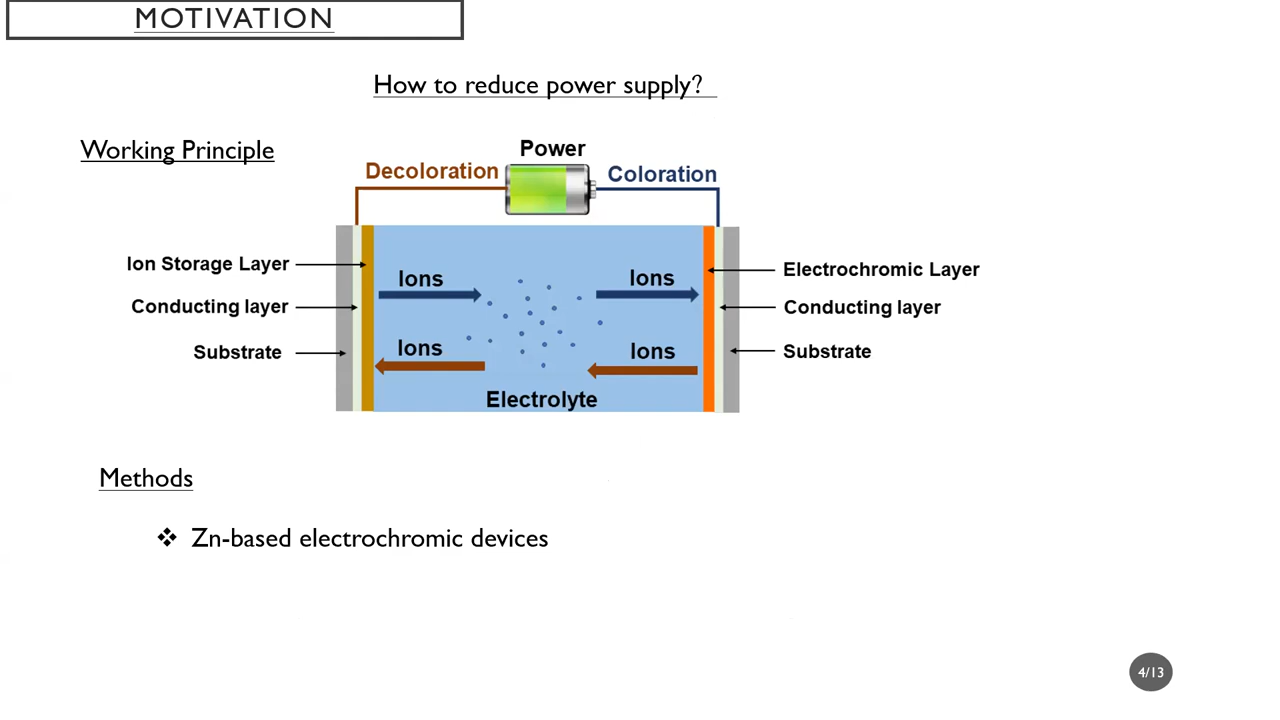 MOTIVATION
How to reduce power supply?
Working Principle
Power
Decoloration
Coloration
Ion Storage Layer
Conducting layer
Substrate
Ions
Ions
Ions
Ions
Electrolyte
Electrochromic Layer
Conducting layer
Substrate
Methods
❖ Zn-based electrochromic devices
4/13